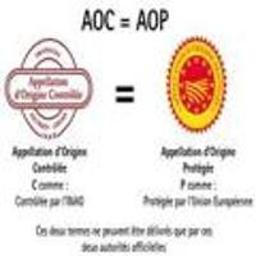 AOC = AOP
Appellation
d'Origine Contrôlée
=
Appellation d'Origine
Contrôlée
C comme :
Contrôlée par l'INAO
Appellation d'Origine
Protégée
P comme :
Protégée par l'Union Européenne
Ces deux termes ne peuvent être délivrés que par ces
deux autorités officielles